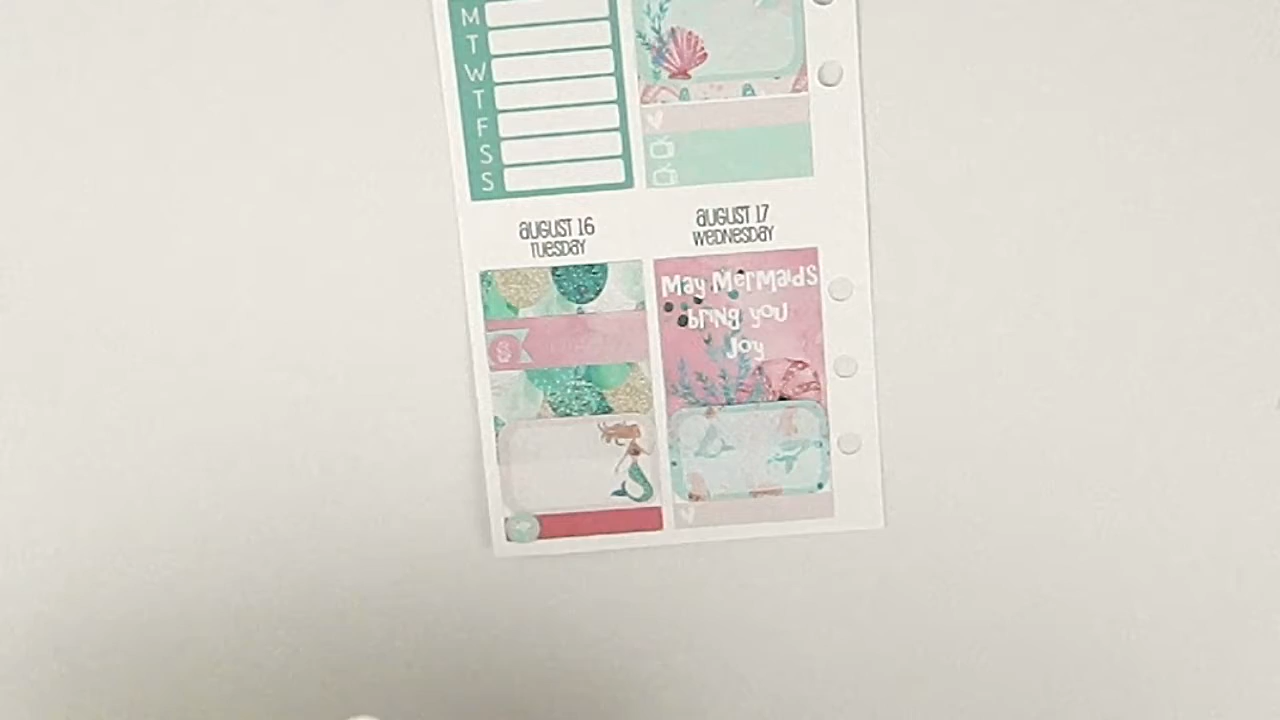 M
T
W
T
F
S
S
AUGUST 16
TUESDAY
AUGUST 17
WEDNESDAY
May Mermaids
bring you
Joy